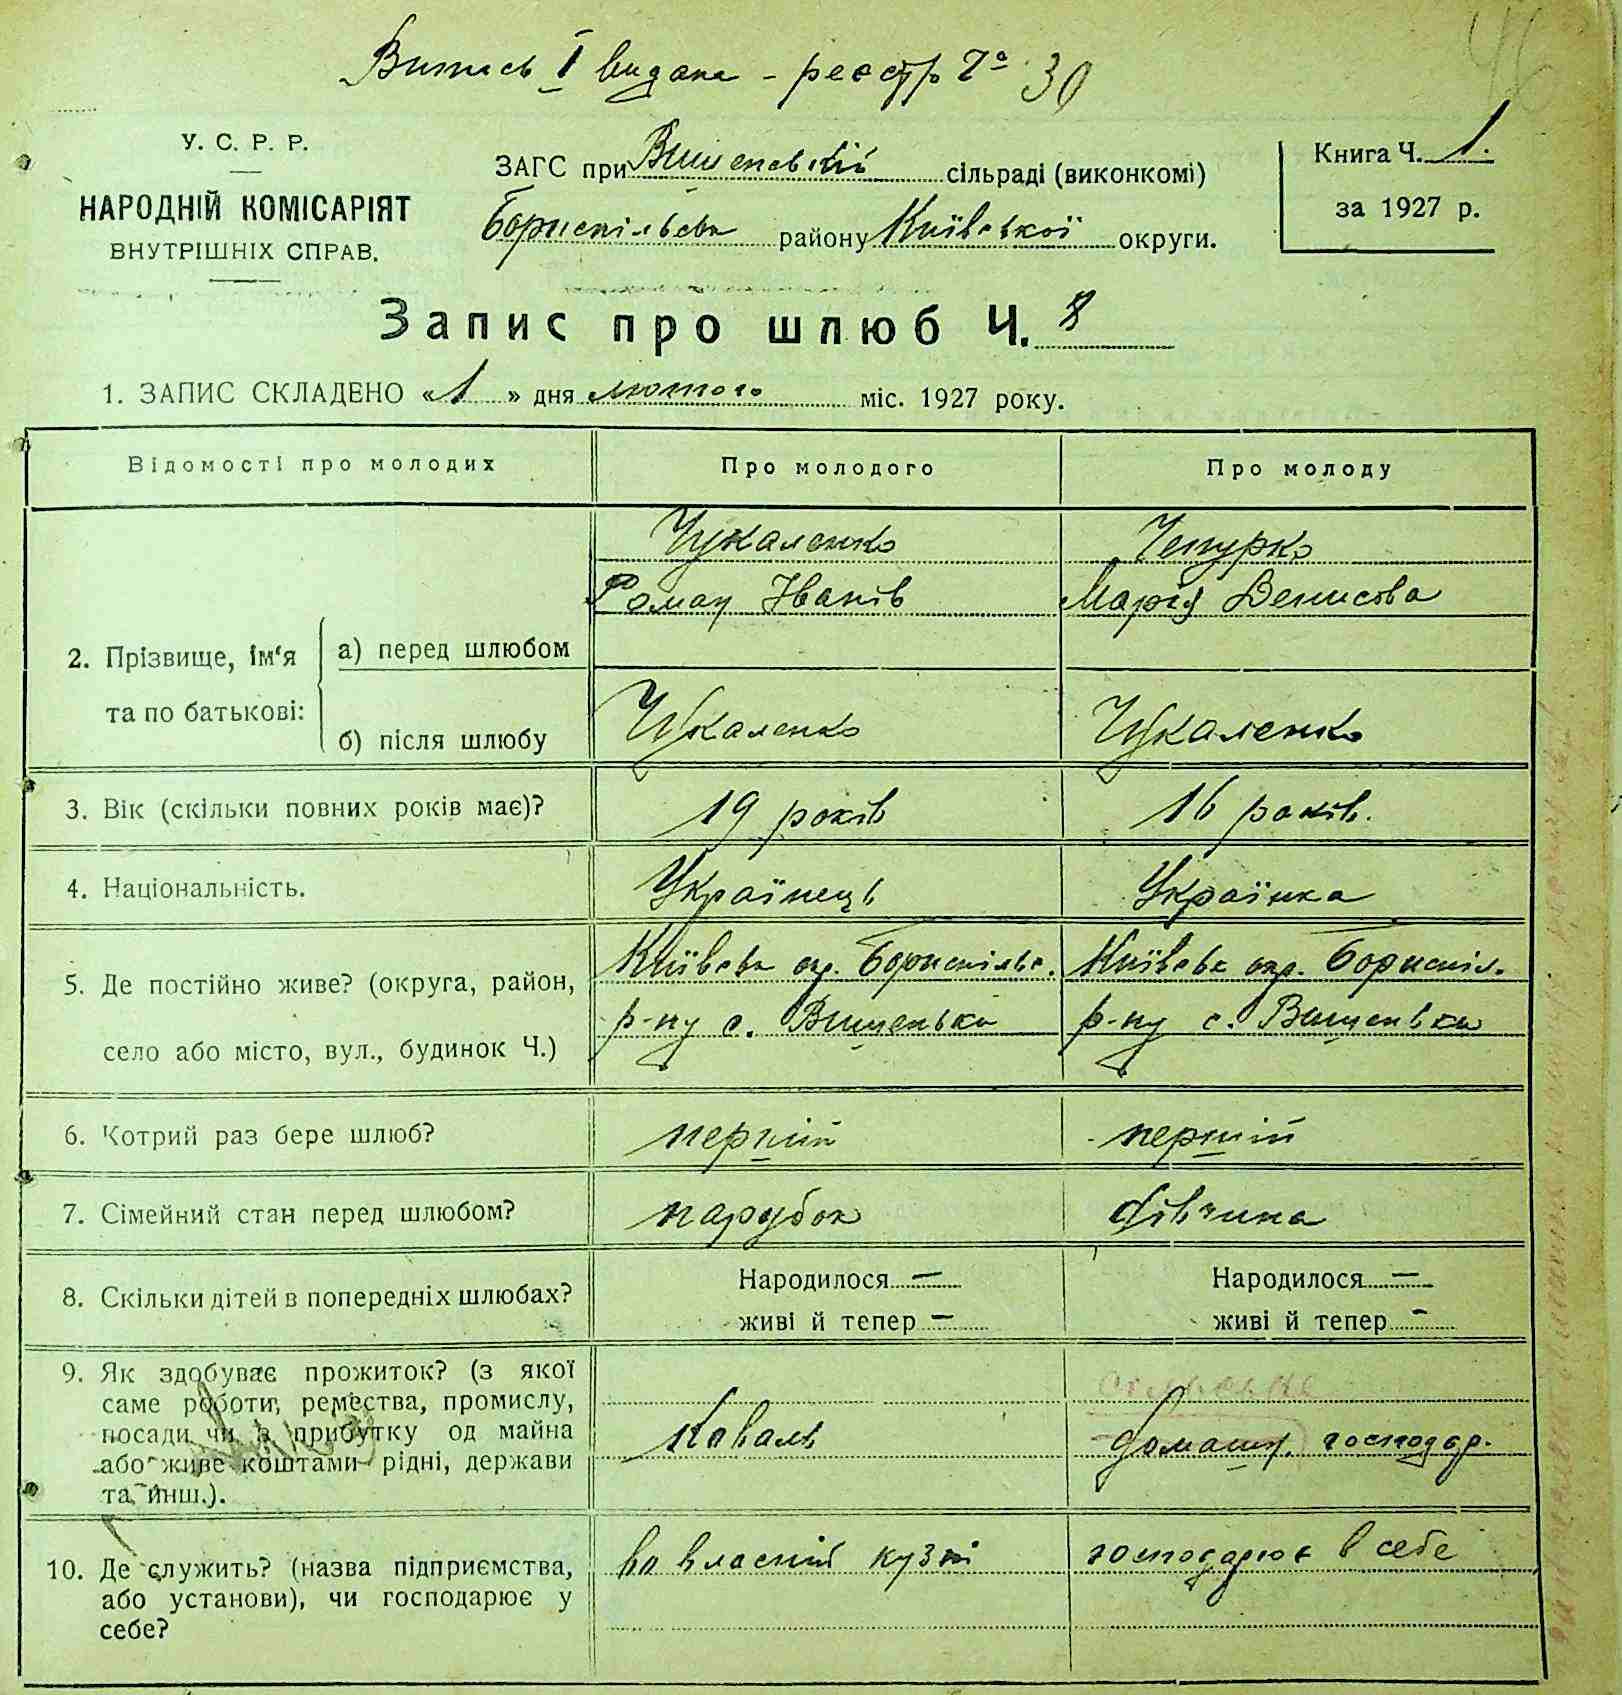 Витись І видана - реєстр № 30
46
У. С. Р. Р.
НАРОДНІЙ КОМІСАРІЯТ
ВНУТРІШНІХ СПРАВ.
ЗАГС при Вишеньській сільраді (виконкомі)
Бориспільськ району Київської округи.
Книга Ч. 1.
за 1927 р.
Запис про шлюб Ч. 8
1. ЗАПИС СКЛАДЕНО «1» дня лютого міс. 1927 року.
Відомості про молодих
Про молодого
Про молоду
2. Прізвище, ім'я та по батькові:
а) перед шлюбом
Чукаленко
Роман Іванів
Чепурко
Марія Денисова
б) після шлюбу
Чукаленко
Чукаленко
3. Вік (скільки повних років має)?
19 років
16 років.
4. Національність.
Українець
Українка
5. Де постійно живе? (округа, район,
село або місто, вул., будинок Ч.)
Київськ окр. Бориспільс.
р-ну с. Вишеньки
Київськ окр. Бориспіл.
р-ну с. Вишеньки
6. Котрий раз бере шлюб?
перший
перший
7. Сімейний стан перед шлюбом?
парубок
дівчина
8. Скільки дітей в попередніх шлюбах?
Народилося —
живі й тепер —
Народилося —
живі й тепер -
9. Як здобуває прожиток? (з якої
саме роботи, ремества, промислу,
посади чи з прибутку од майна
або живе коштами рідні, держави
та инш.).
Коваль
домашн. господар.
10. Де служить? (назва підприємства,
або установи), чи господарює у
себе?
во власній кузні
господарює в себе